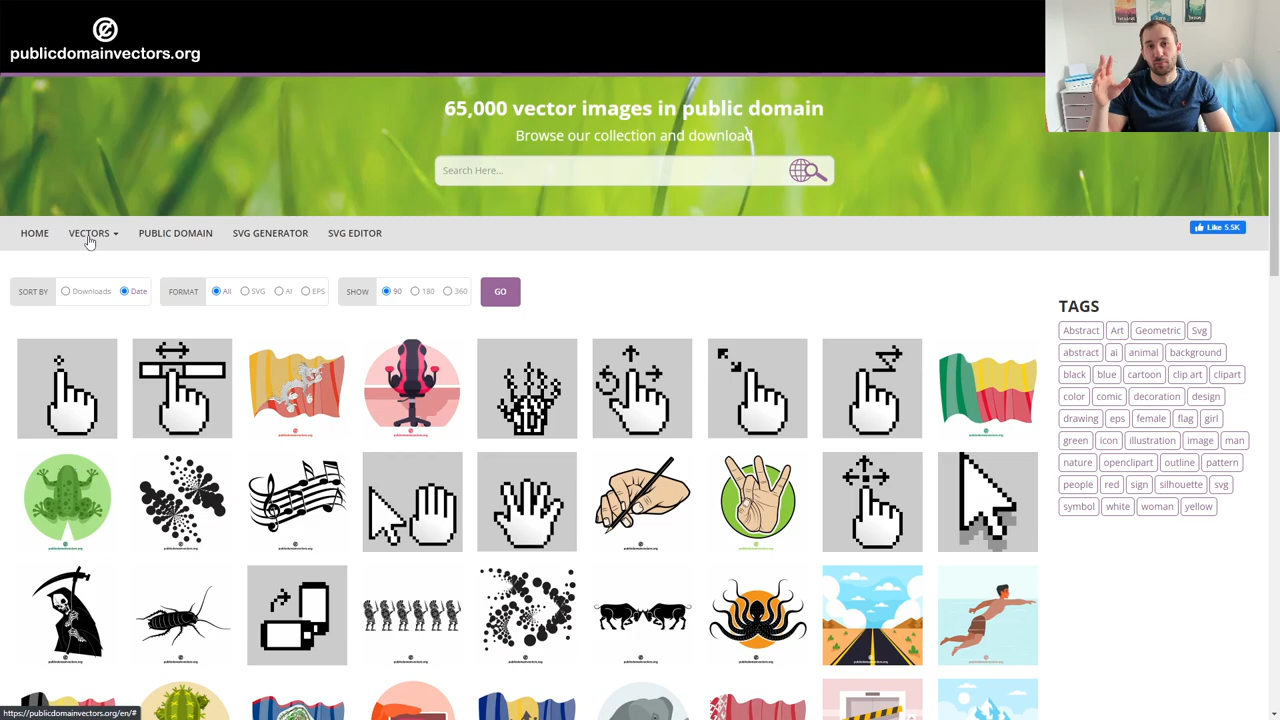 publicdomainvectors.org
65,000 vector images in public domain
Browse our collection and download
Search Here...
HOME VECTORS PUBLIC DOMAIN SVG GENERATOR SVG EDITOR
Like 5.5K
SORT BY Downloads Date FORMAT All SVG AI EPS SHOW 90 180 360 GO
TAGS
Abstract Art Geometric Svg
abstract ai animal background
black blue cartoon clip art clipart
color comic decoration design
drawing eps female flag girl
green icon illustration image man
nature openclipart outline pattern
people red sign silhouette svg
symbol white woman yellow
https://publicdomainvectors.org/en/#